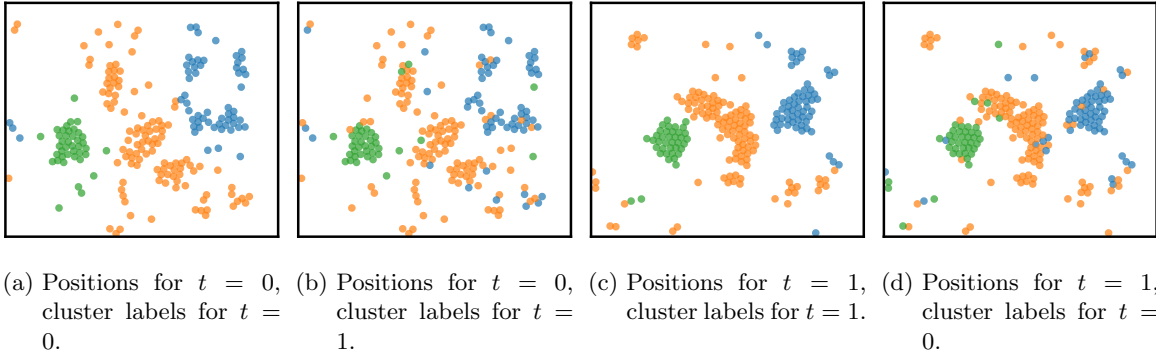 (a) Positions for t = 0,
cluster labels for t =
0.
(b) Positions for t = 0,
cluster labels for t =
1.
(c) Positions for t = 1,
cluster labels for t = 1.
(d) Positions for t = 1,
cluster labels for t =
0.